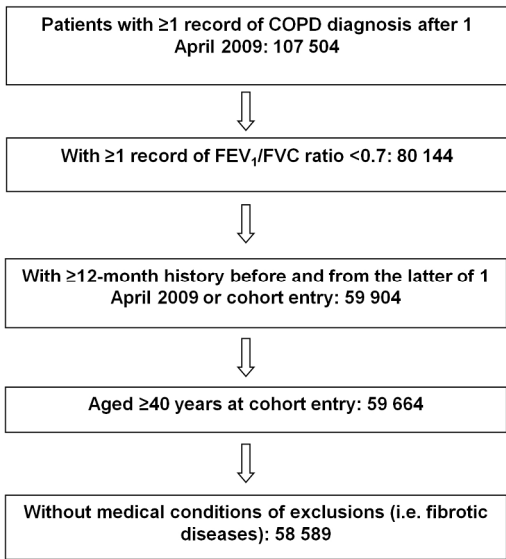 Patients with ≥1 record of COPD diagnosis after 1
April 2009: 107 504
With ≥1 record of FEV₁/FVC ratio <0.7: 80 144
With ≥12-month history before and from the latter of 1
April 2009 or cohort entry: 59 904
Aged ≥40 years at cohort entry: 59 664
Without medical conditions of exclusions (i.e. fibrotic
diseases): 58 589